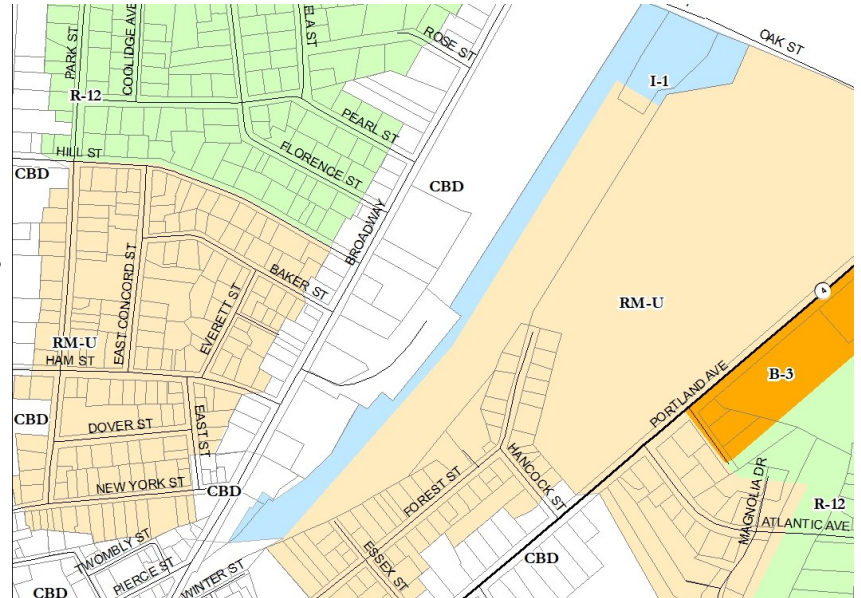 PARK ST
COOLIDGE AVE
ELA ST
ROSE ST
OAK ST
I-1
R-12
PEARL ST
FLORENCE ST
HILL ST
CBD
CBD
BROADWAY
BAKER ST
EAST CONCORD ST
EVERETT ST
RM-U
4
RM-U
HAM ST
B-3
PORTLAND AVE
CBD
DOVER ST
EAST ST
HANCOCK ST
FOREST ST
NEW YORK ST
CBD
MAGNOLIA DR
R-12
ATLANTIC AVE
TWOMBLY ST
PIERCE ST
WINTER ST
ESSEX ST
CBD
CBD